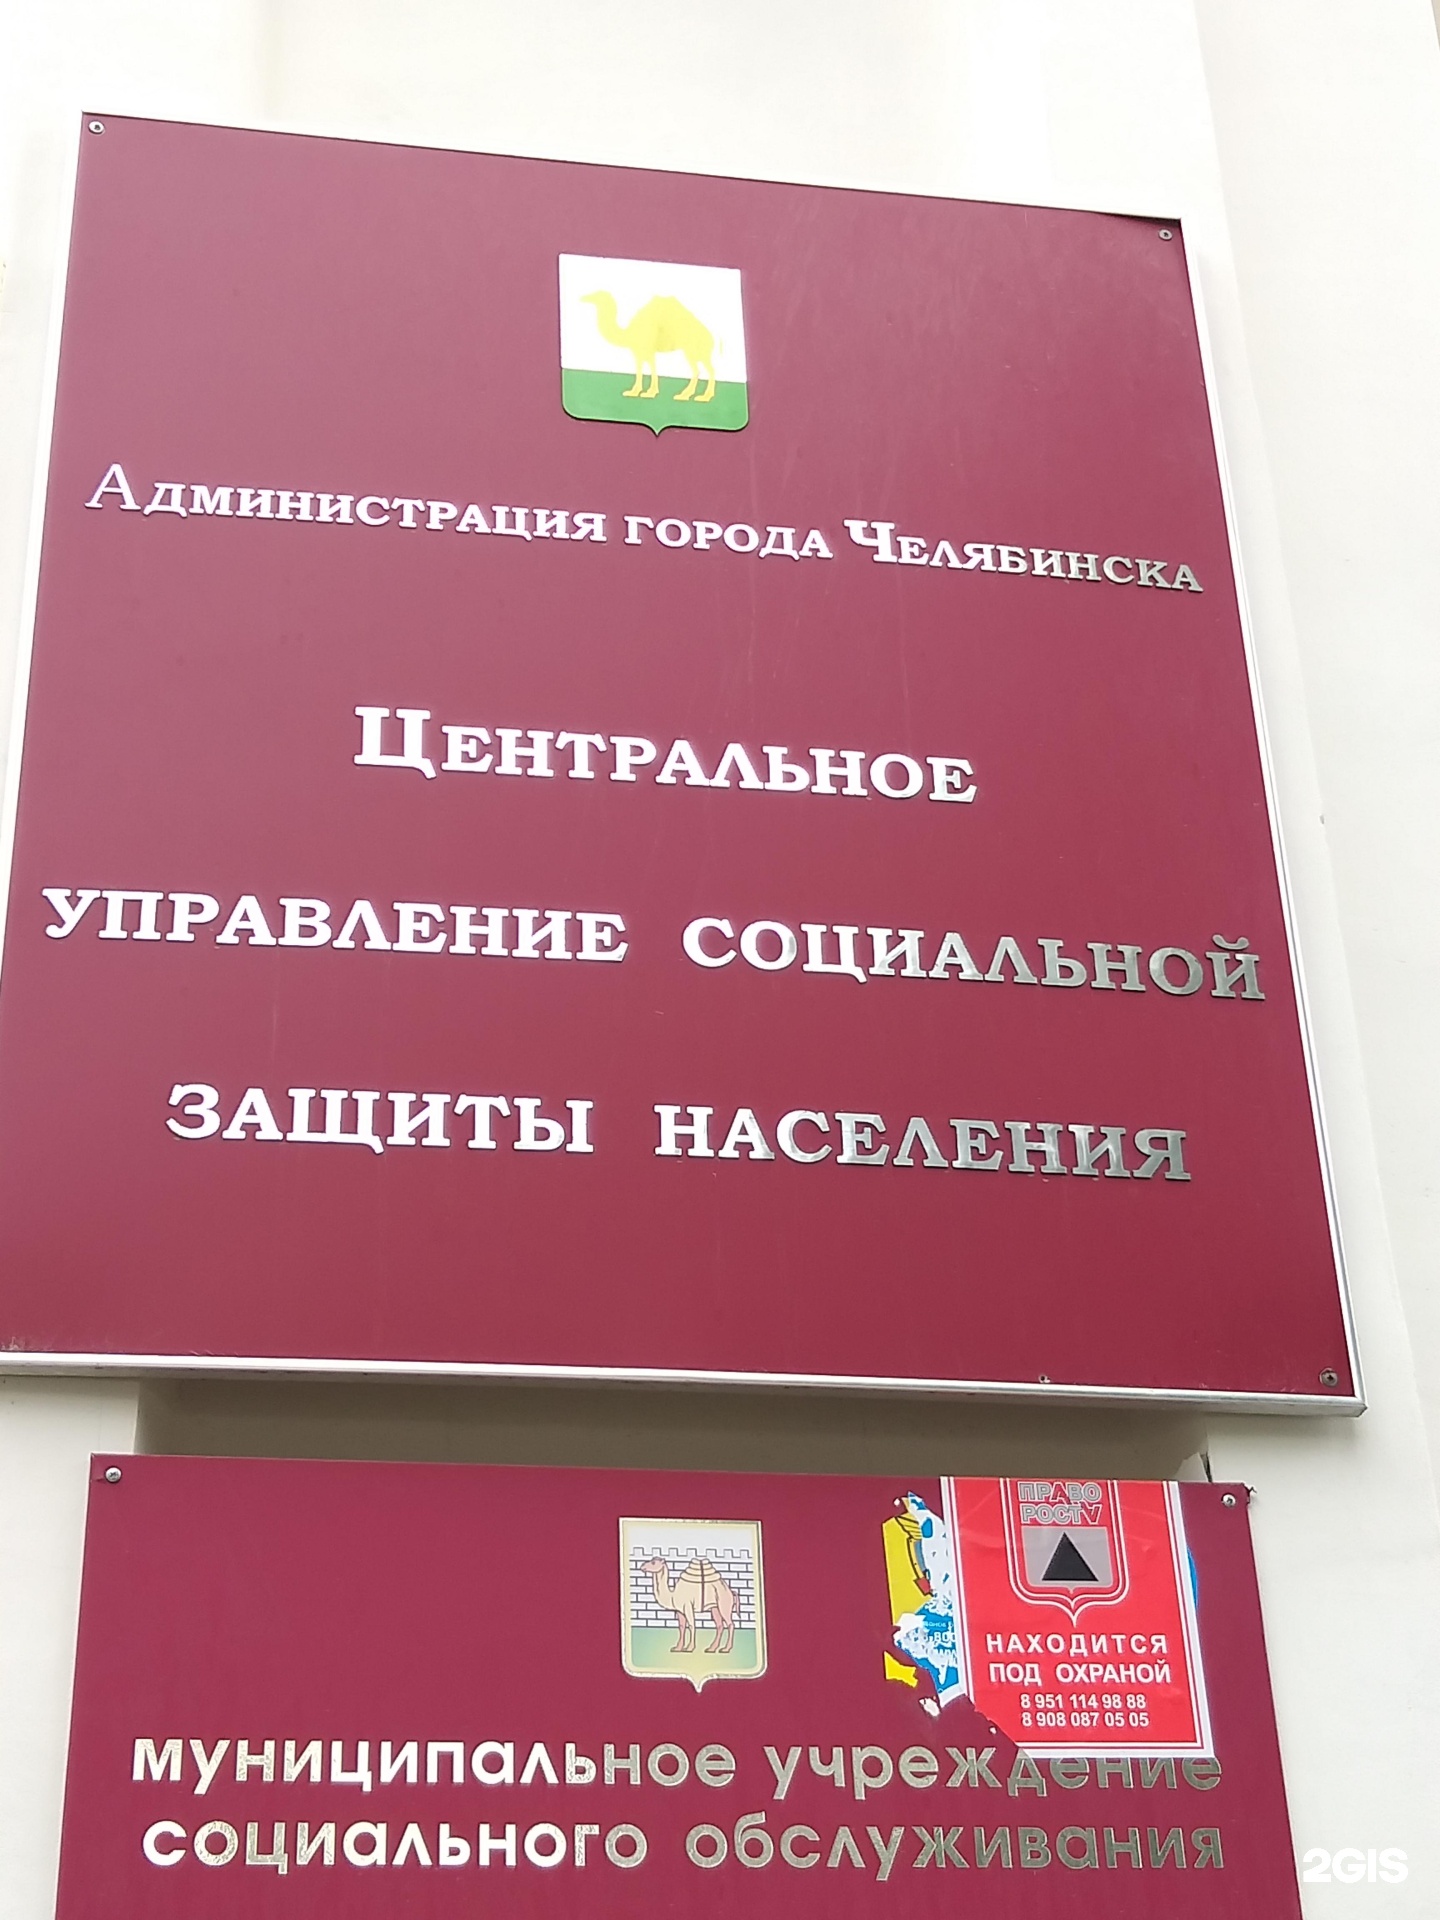 Администрация города Челябинска
Центральное
управление социальной
защиты населения
ПРАВО
РОСТА
НАХОДИТСЯ
ПОД ОХРАНОЙ
8 951 114 98 88
8 908 087 05 05
муниципальное учреждение
социального обслуживания
2GIS